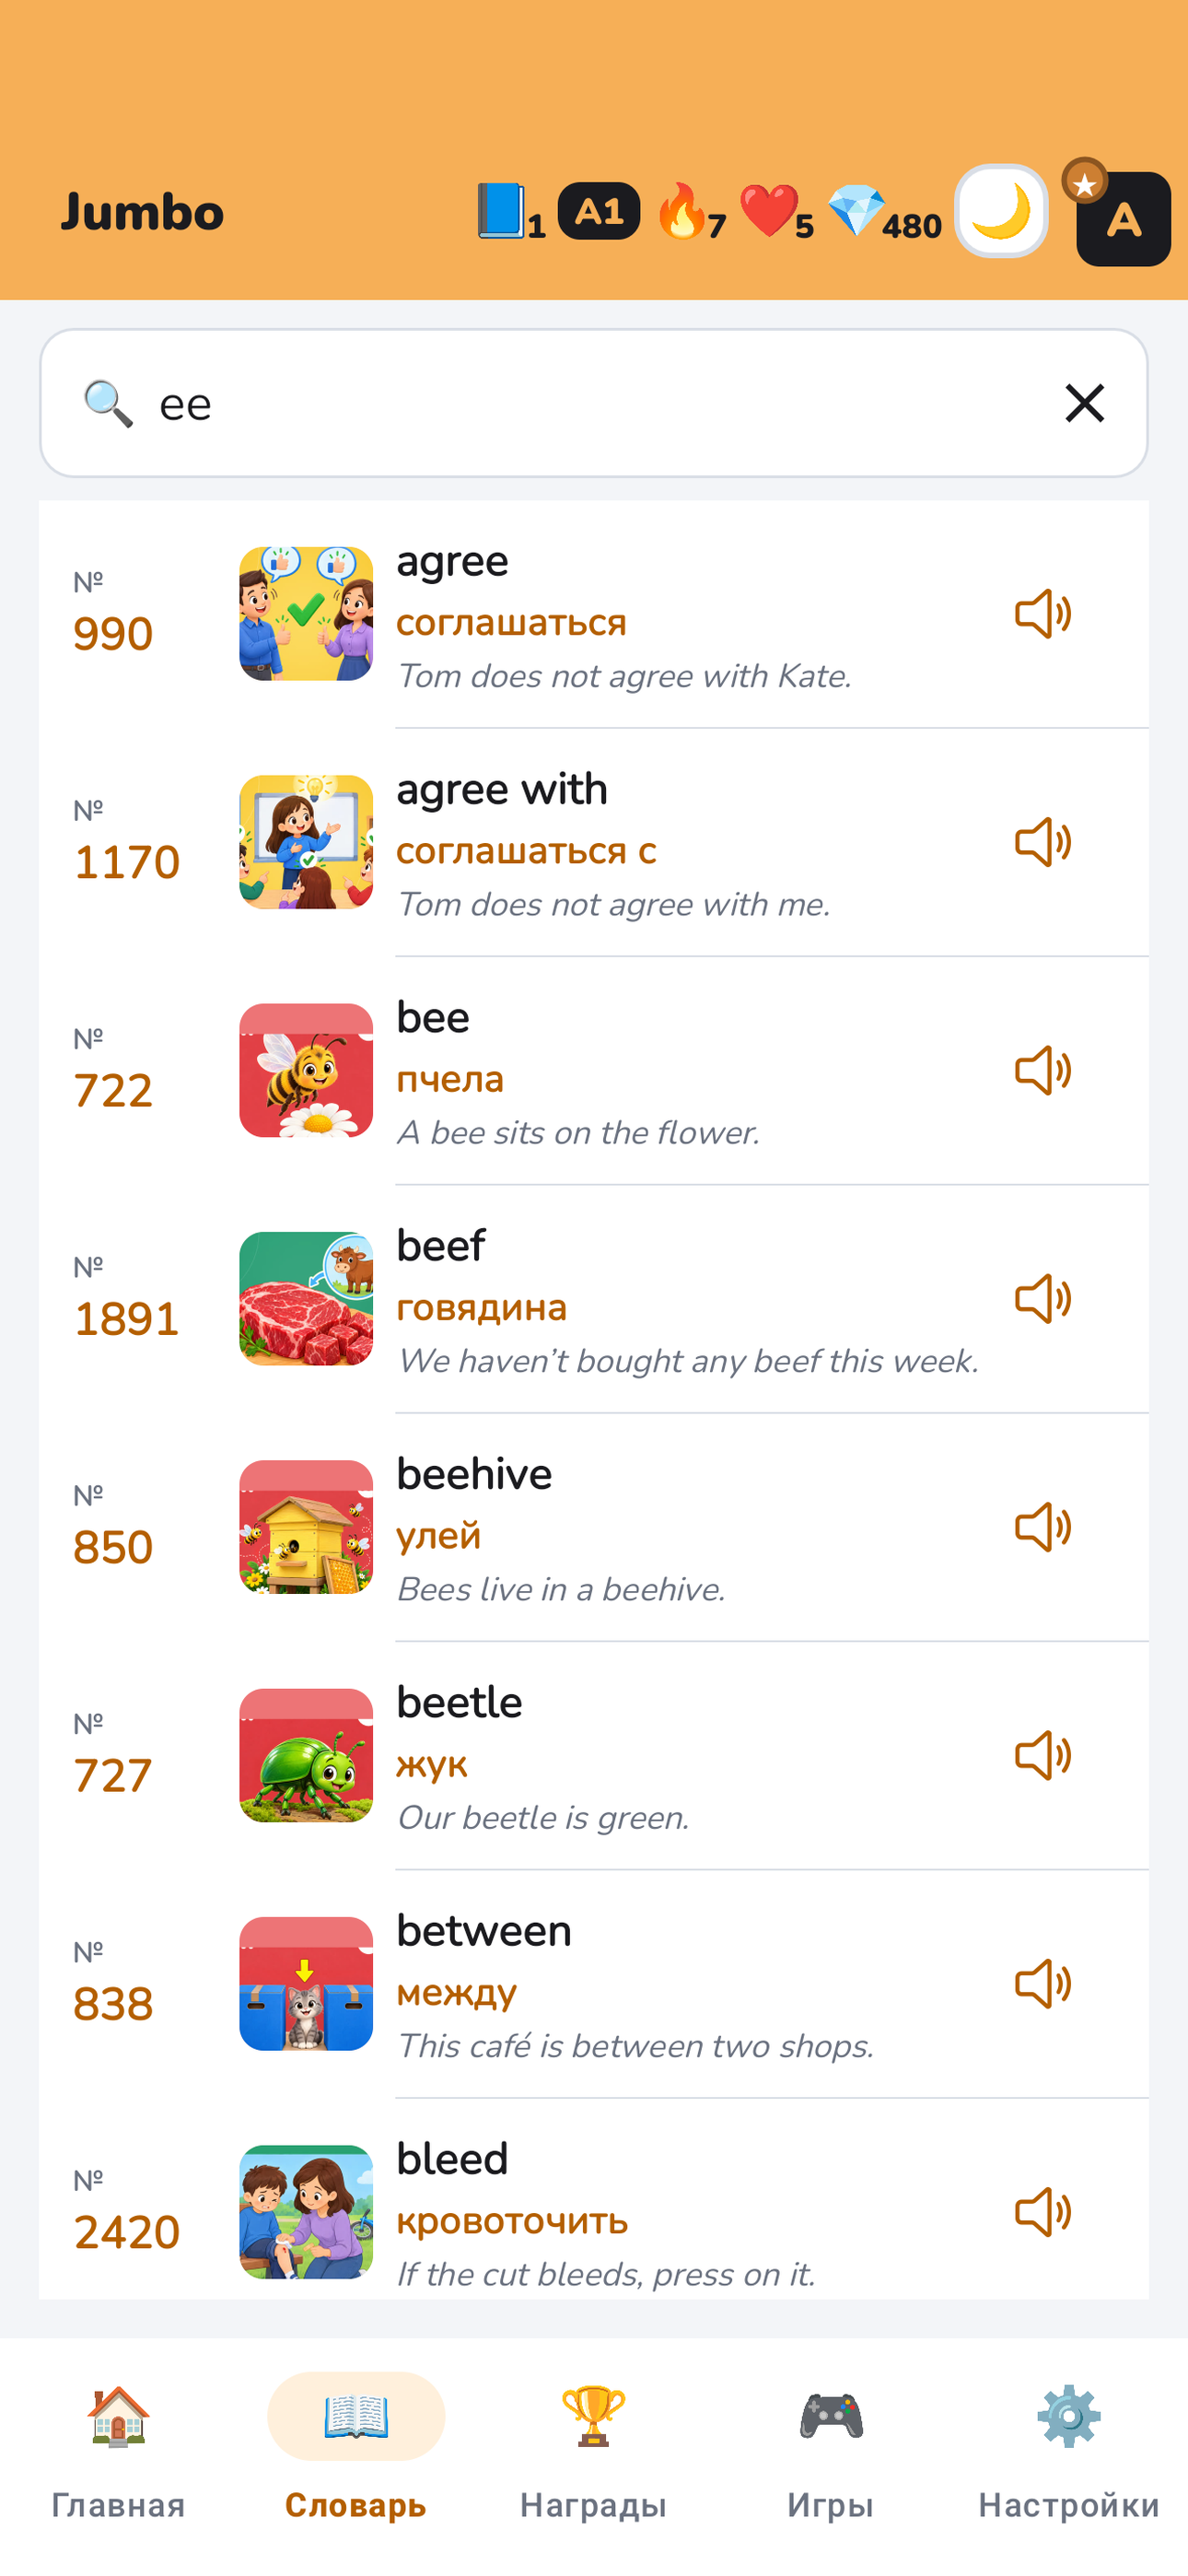 Jumbo 1 A1 7 5 480 A
ee
№
990
agree
соглашаться
Tom does not agree with Kate.
№
1170
agree with
соглашаться с
Tom does not agree with me.
№
722
bee
пчела
A bee sits on the flower.
№
1891
beef
говядина
We haven’t bought any beef this week.
№
850
beehive
улей
Bees live in a beehive.
№
727
beetle
жук
Our beetle is green.
№
838
between
между
This café is between two shops.
№
2420
bleed
кровоточить
If the cut bleeds, press on it.
Главная Словарь Награды Игры Настройки